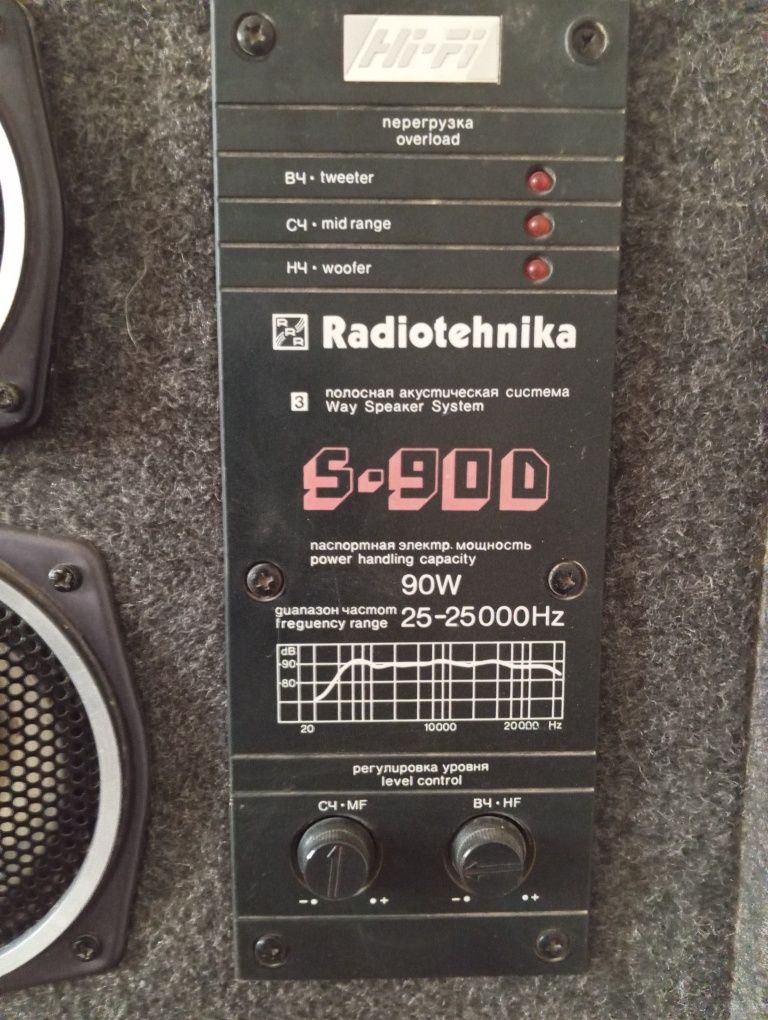 Hi-Fi
перегрузка
overload
ВЧ • tweeter
СЧ • mid range
НЧ • woofer
RRR Radiotehnika
3 полосная акустическая система
Way Speaker System
S-90D
паспортная электр. мощность
power handling capacity
90W
диапазон частот
freguency range 25-25000Hz
dB
90
80
20 10000 20000 Hz
регулировка уровня
level control
СЧ • MF ВЧ • HF
- + - +